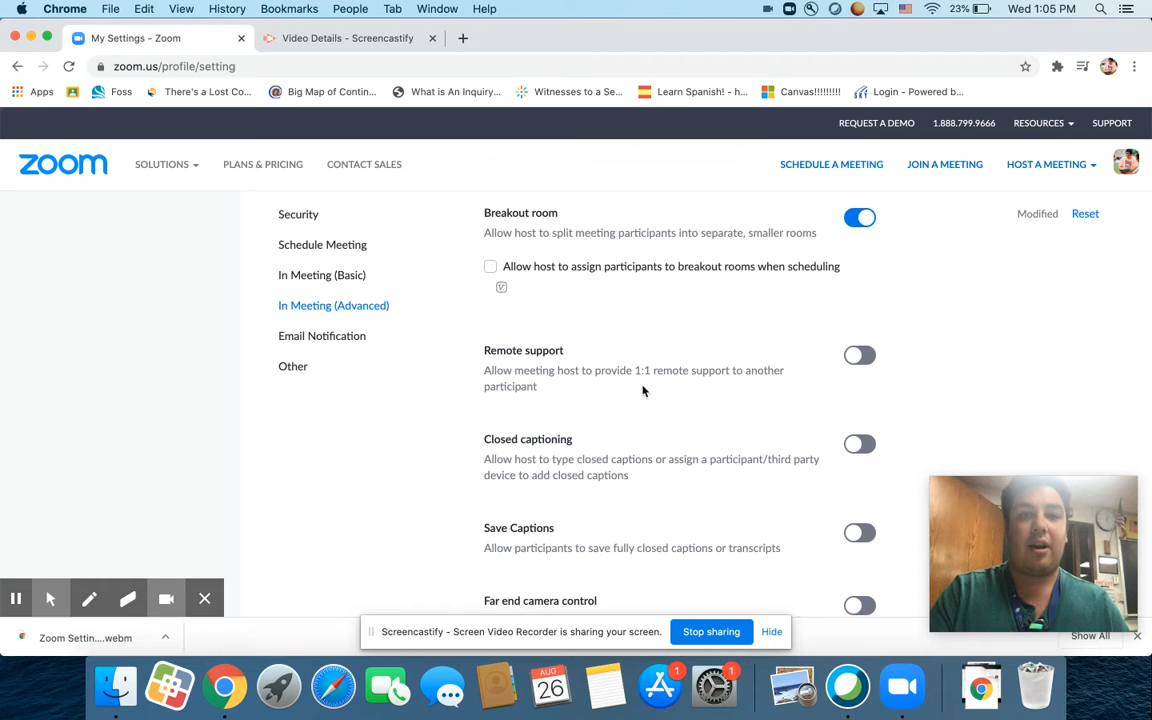 Chrome File Edit View History Bookmarks People Tab Window Help 23% Wed 1:05 PM
My Settings - Zoom Video Details - Screencastify
zoom.us/profile/setting
Apps Foss There's a Lost Co... Big Map of Contin... What is An Inquiry... Witnesses to a Se... Learn Spanish! - h... Canvas!!!!!!!!! Login - Powered b...
REQUEST A DEMO 1.888.799.9666 RESOURCES SUPPORT
zoom SOLUTIONS PLANS & PRICING CONTACT SALES SCHEDULE A MEETING JOIN A MEETING HOST A MEETING
Security
Schedule Meeting
In Meeting (Basic)
In Meeting (Advanced)
Email Notification
Other
Breakout room Modified Reset
Allow host to split meeting participants into separate, smaller rooms
Allow host to assign participants to breakout rooms when scheduling
Remote support
Allow meeting host to provide 1:1 remote support to another
participant
Closed captioning
Allow host to type closed captions or assign a participant/third party
device to add closed captions
Save Captions
Allow participants to save fully closed captions or transcripts
Far end camera control
Screencastify - Screen Video Recorder is sharing your screen. Stop sharing Hide
Zoom Settin....webm Show All
AUG
26
1
1